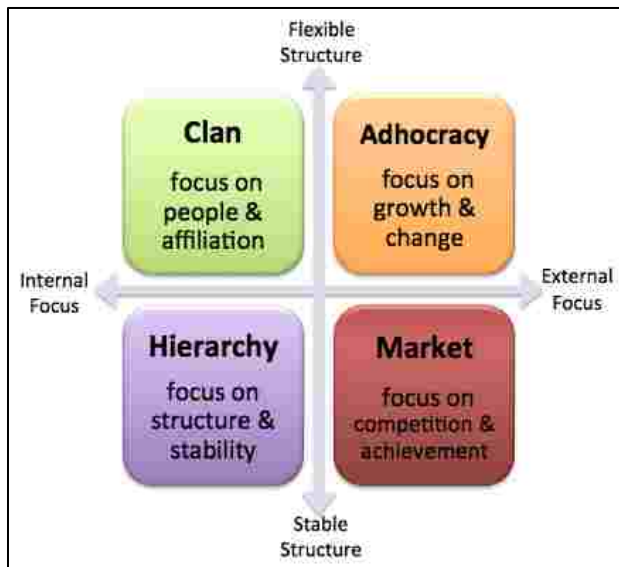 Flexible
Structure
Clan
focus on
people &
affiliation
Adhocracy
focus on
growth &
change
Internal
Focus
External
Focus
Hierarchy
focus on
structure &
stability
Market
focus on
competition &
achievement
Stable
Structure